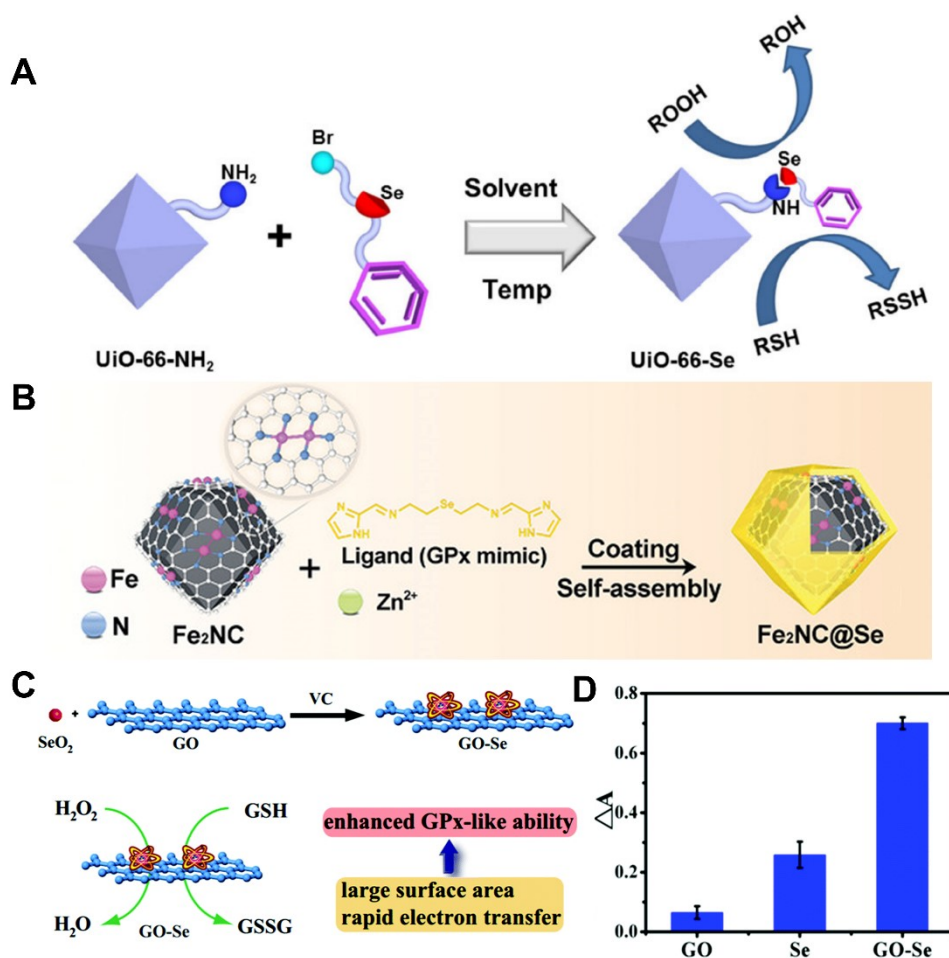 A
NH₂
Br
Se
+
Solvent
Temp
ROOH
ROH
Se
NH
RSH
RSSH
UiO-66-NH₂
UiO-66-Se
B
Fe
N
Fe₂NC
+
N
NH
N
Se
N
N
HN
Ligand (GPx mimic)
Zn²⁺
Coating
Self-assembly
Fe₂NC@Se
C
SeO₂
+
GO
VC
GO-Se
H₂O₂
GSH
H₂O
GO-Se
GSSG
enhanced GPx-like ability
large surface area
rapid electron transfer
D
△A
0.8
0.6
0.4
0.2
0.0
GO
Se
GO-Se